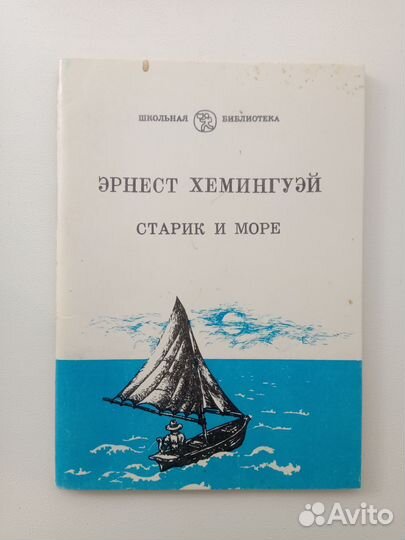 ШКОЛЬНАЯ БИБЛИОТЕКА
ЭРНЕСТ ХЕМИНГУЭЙ
СТАРИК И МОРЕ
Avito